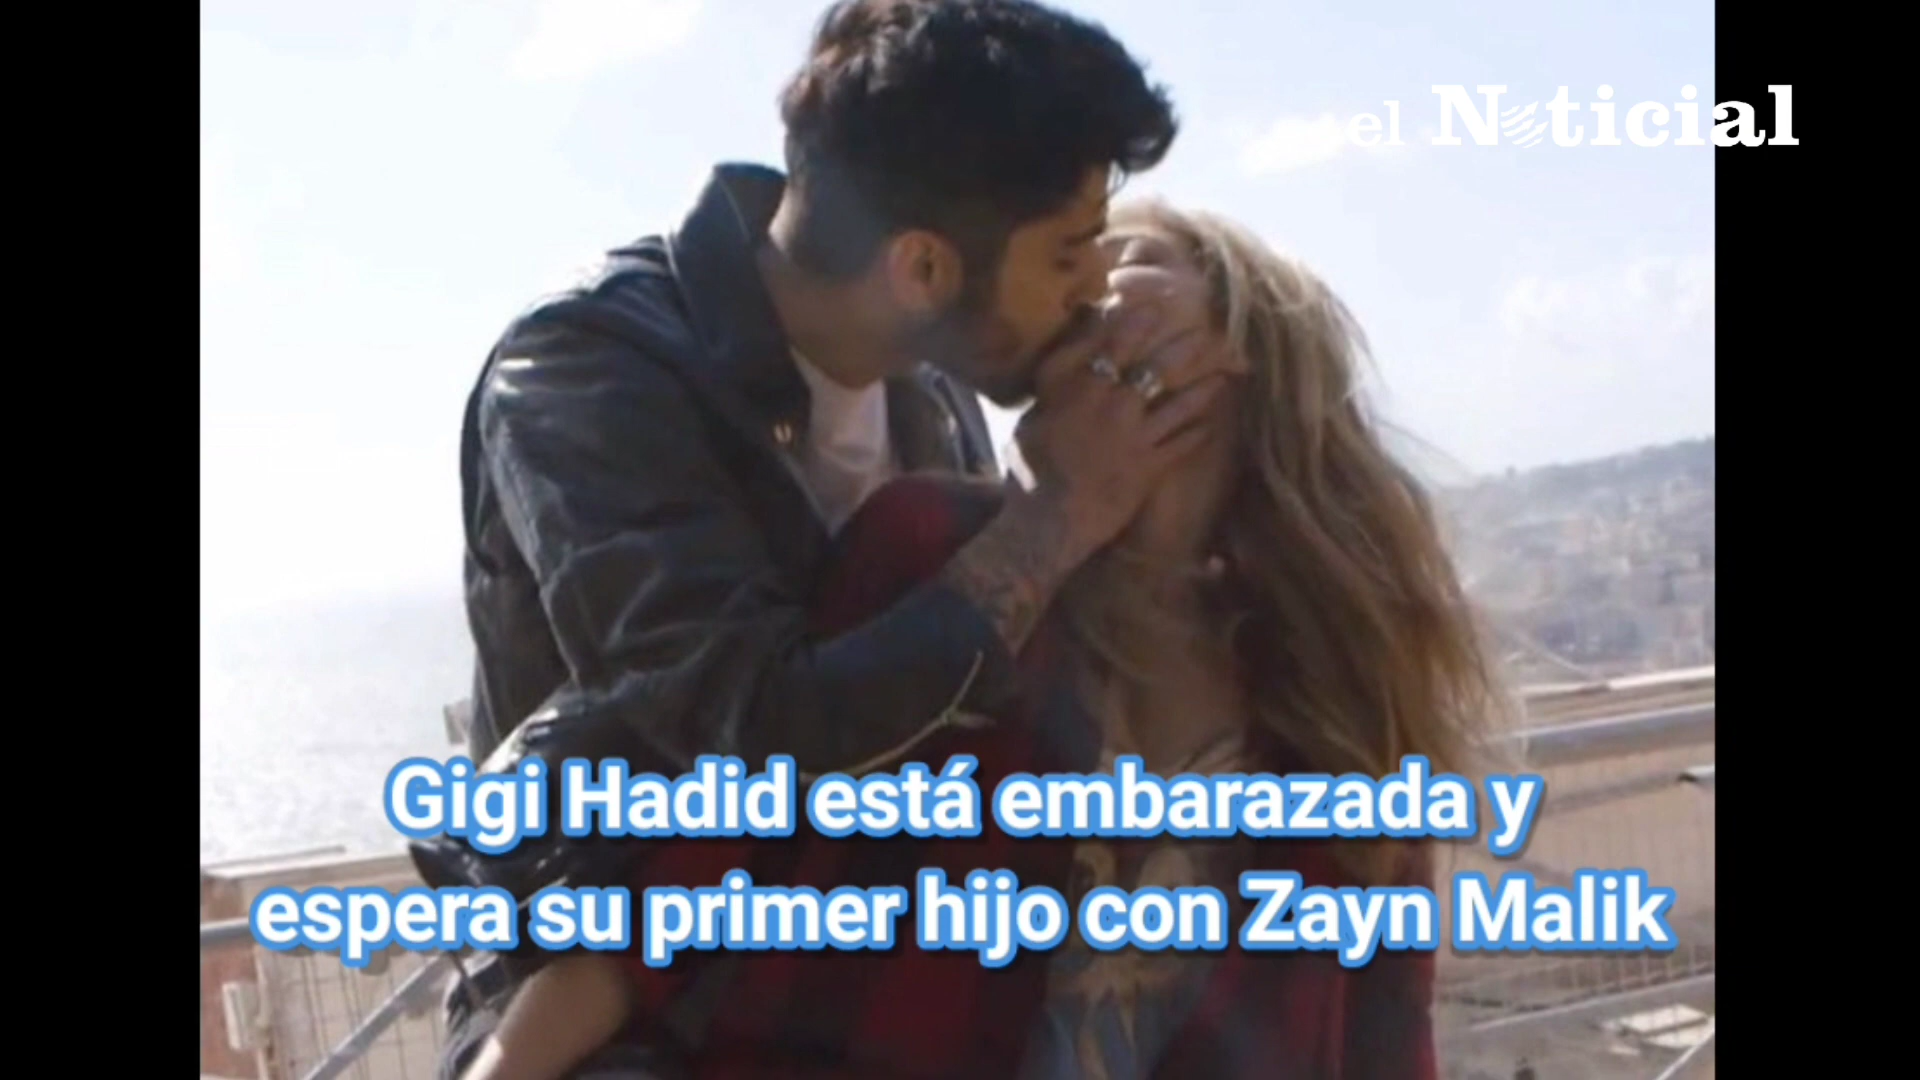 el Noticial
Gigi Hadid está embarazada y
espera su primer hijo con Zayn Malik